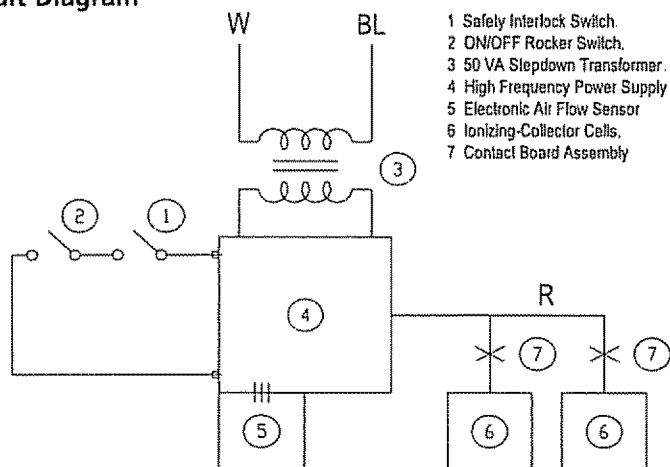 Diagram
W
BL
1 Safely Interlock Switch.
2 ON/OFF Rocker Switch,
3 50 VA Stepdown Transformer.
4 High Frequency Power Supply
5 Electronic Air Flow Sensor
6 Ionizing-Collector Cells,
7 Contact Board Assembly
3
2
1
4
R
7
7
5
6
6